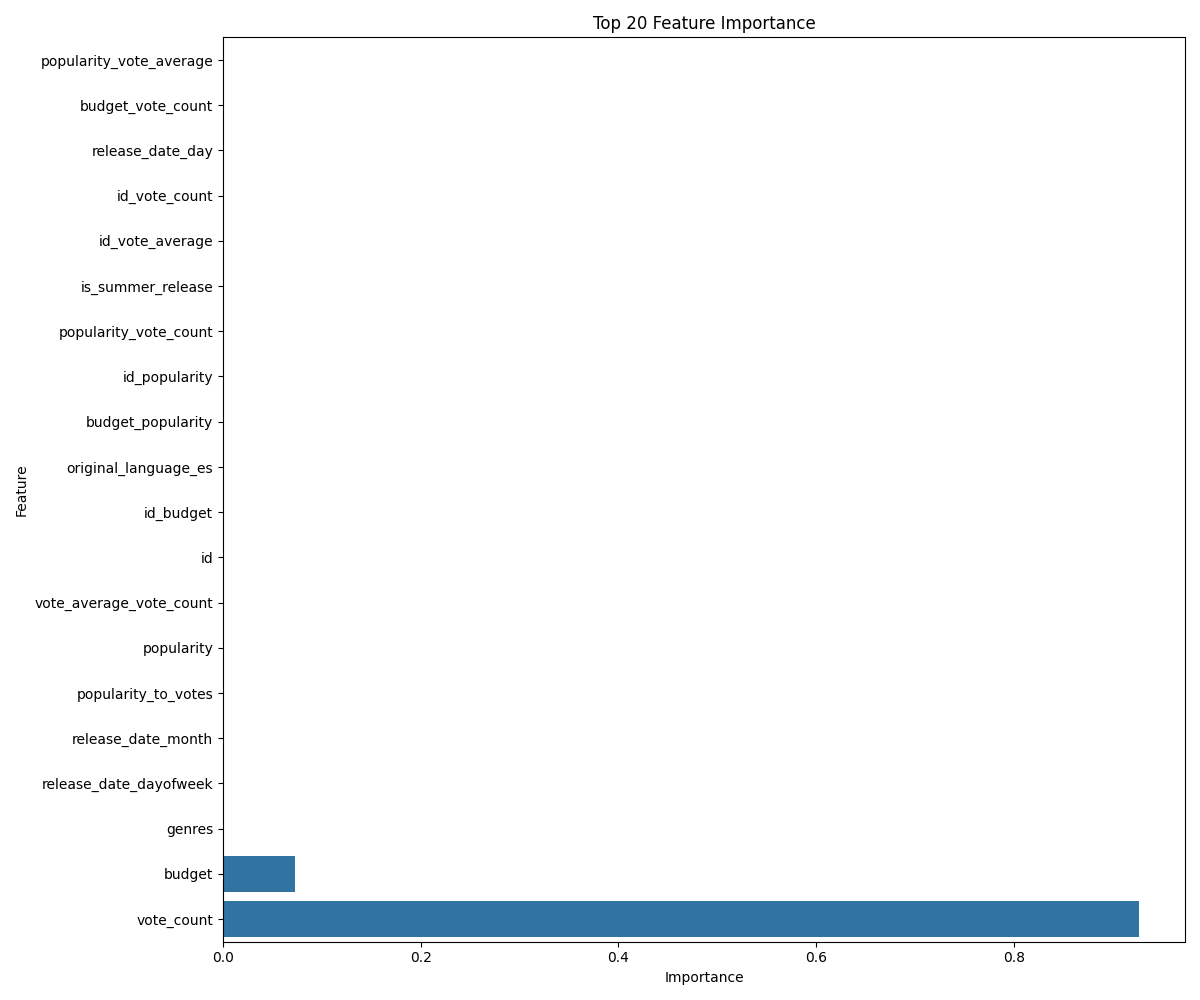 Top 20 Feature Importance
popularity_vote_average
budget_vote_count
release_date_day
id_vote_count
id_vote_average
is_summer_release
popularity_vote_count
id_popularity
budget_popularity
original_language_es
id_budget
id
vote_average_vote_count
popularity
popularity_to_votes
release_date_month
release_date_dayofweek
genres
budget
vote_count
Feature
0.0 0.2 0.4 0.6 0.8
Importance